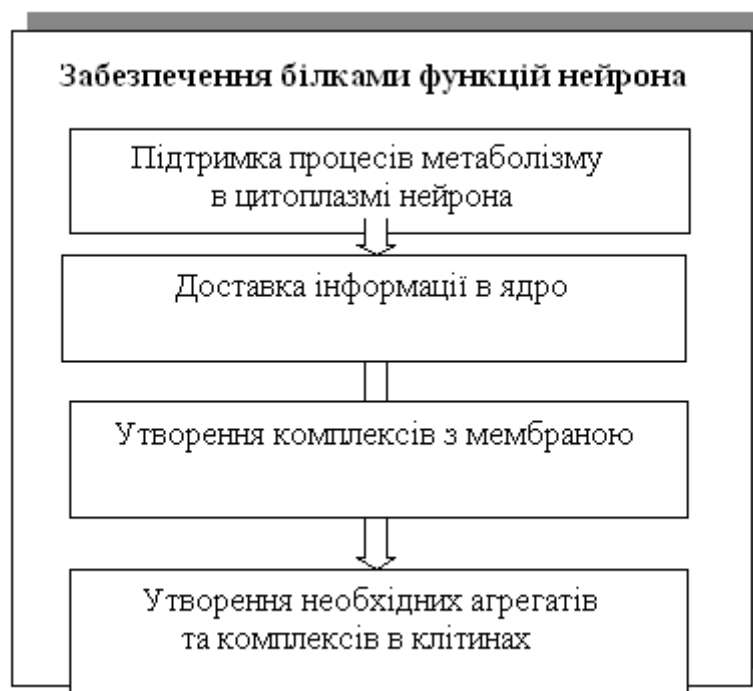 Забезпечення білками функцій нейрона
Підтримка процесів метаболізму
в цитоплазмі нейрона
Доставка інформації в ядро
Утворення комплексів з мембраною
Утворення необхідних агрегатів
та комплексів в клітинах